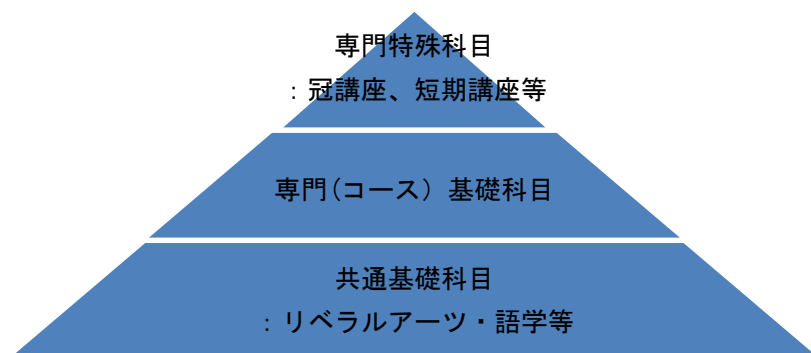 専門特殊科目
：冠講座、短期講座等
専門(コース）基礎科目
共通基礎科目
：リベラルアーツ・語学等